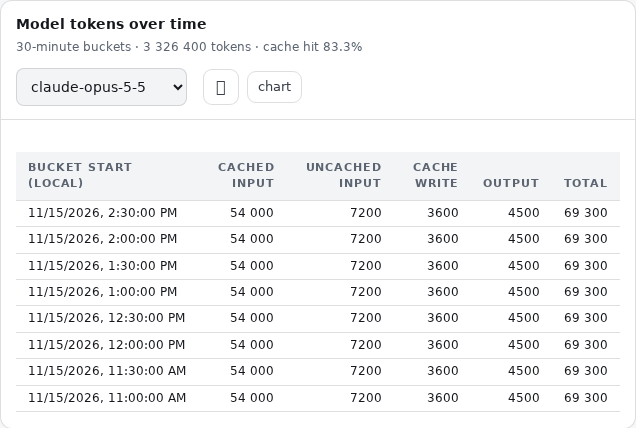 Model tokens over time
30-minute buckets · 3 326 400 tokens · cache hit 83.3%
claude-opus-5-5 chart
BUCKET START (LOCAL) CACHED INPUT UNCACHED INPUT CACHE WRITE OUTPUT TOTAL
11/15/2026, 2:30:00 PM 54 000 7200 3600 4500 69 300
11/15/2026, 2:00:00 PM 54 000 7200 3600 4500 69 300
11/15/2026, 1:30:00 PM 54 000 7200 3600 4500 69 300
11/15/2026, 1:00:00 PM 54 000 7200 3600 4500 69 300
11/15/2026, 12:30:00 PM 54 000 7200 3600 4500 69 300
11/15/2026, 12:00:00 PM 54 000 7200 3600 4500 69 300
11/15/2026, 11:30:00 AM 54 000 7200 3600 4500 69 300
11/15/2026, 11:00:00 AM 54 000 7200 3600 4500 69 300